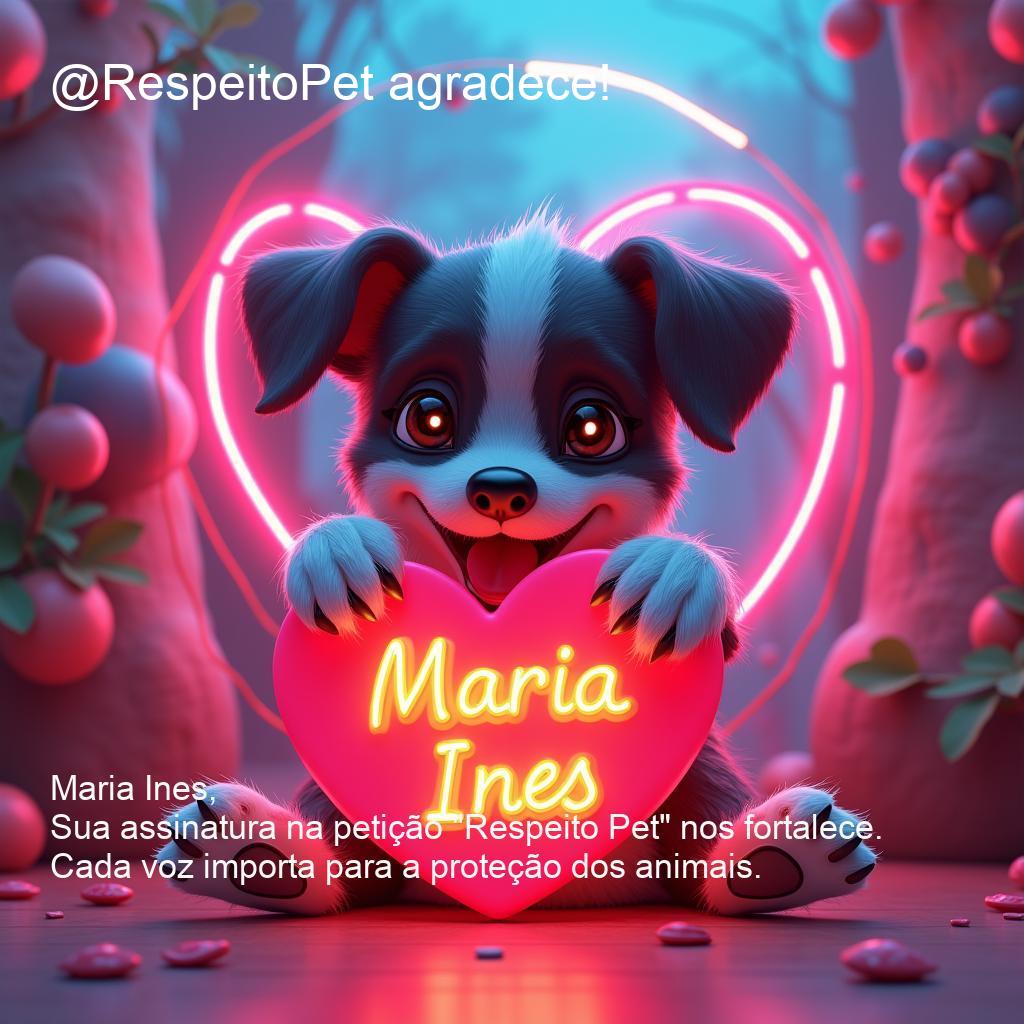 @RespeitoPet agradece!
Maria
Ines
Maria Ines,
Sua assinatura na petição "Respeito Pet" nos fortalece.
Cada voz importa para a proteção dos animais.